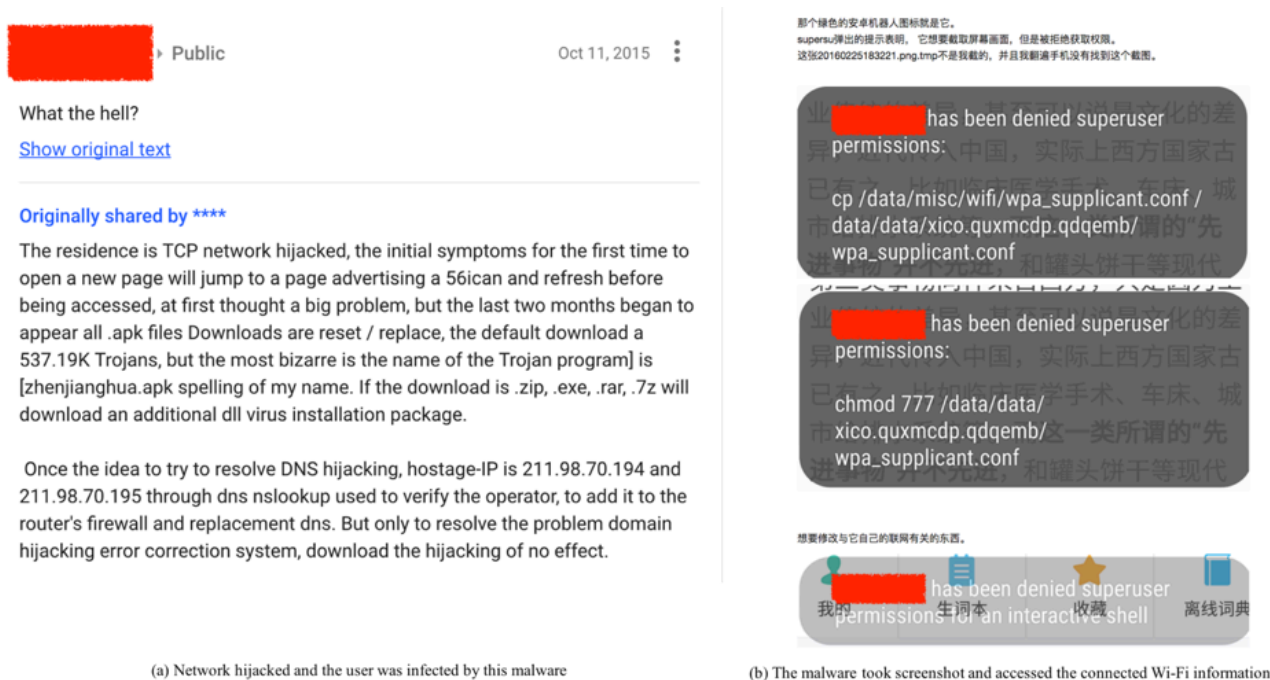 Public
Oct 11, 2015
What the hell?
Show original text
Originally shared by ****
The residence is TCP network hijacked, the initial symptoms for the first time to
open a new page will jump to a page advertising a 56ican and refresh before
being accessed, at first thought a big problem, but the last two months began to
appear all .apk files Downloads are reset / replace, the default download a
537.19K Trojans, but the most bizarre is the name of the Trojan program] is
[zhenjianghua.apk spelling of my name. If the download is .zip, .exe, .rar, .7z will
download an additional dll virus installation package.
Once the idea to try to resolve DNS hijacking, hostage-IP is 211.98.70.194 and
211.98.70.195 through dns nslookup used to verify the operator, to add it to the
router's firewall and replacement dns. But only to resolve the problem domain
hijacking error correction system, download the hijacking of no effect.
(a) Network hijacked and the user was infected by this malware
那个绿色的安卓机器人图标就是它。
supersu弹出的提示表明， 它想要截取屏幕画面，但是被拒绝获取权限。
这张20160225183221.png.tmp不是我截的，并且我翻遍手机没有找到这个截图。
has been denied superuser
permissions:
cp /data/misc/wifi/wpa_supplicant.conf /
data/data/xico.quxmcdp.qdqemb/
wpa_supplicant.conf
has been denied superuser
permissions:
chmod 777 /data/data/
xico.quxmcdp.qdqemb/
wpa_supplicant.conf
想要修改与它自己的联网有关的东西。
has been denied superuser
permissions for an interactive shell
我的 生词本 收藏 离线词典
(b) The malware took screenshot and accessed the connected Wi-Fi information